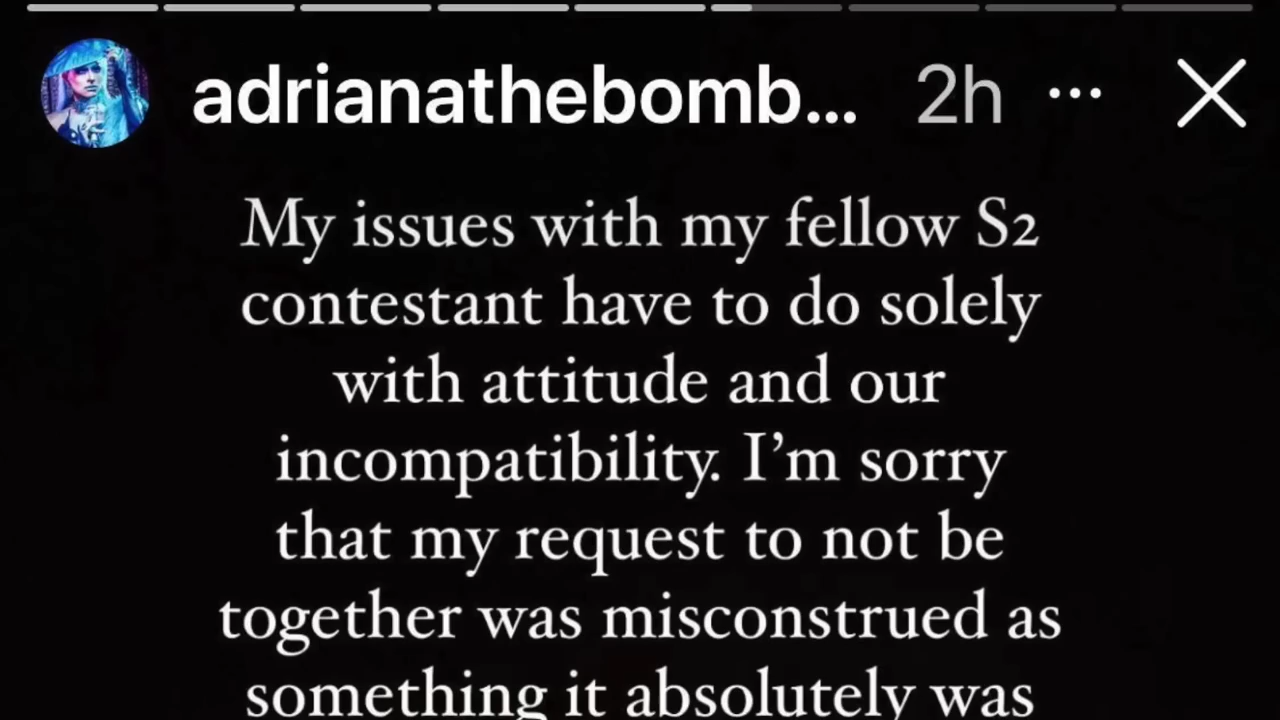 adrianathebomb... 2h
My issues with my fellow S2
contestant have to do solely
with attitude and our
incompatibility. I’m sorry
that my request to not be
together was misconstrued as
something it absolutely was